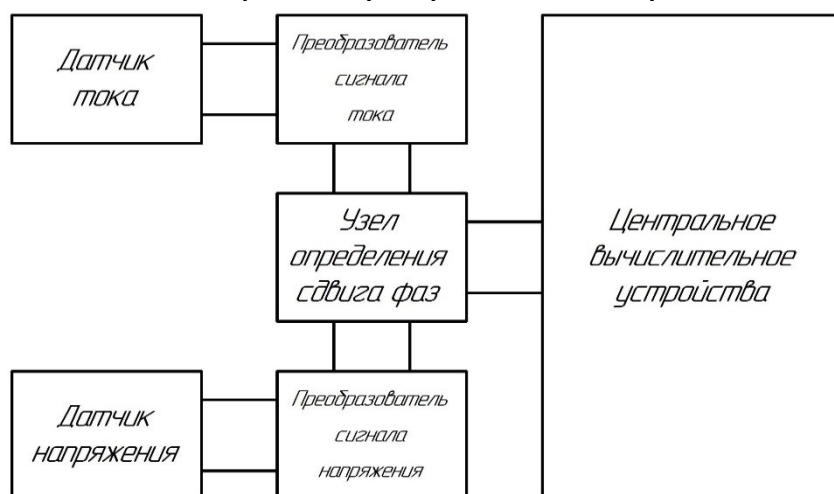 Датчик
тока
Преобразователь
сигнала
тока
Узел
определения
сдвига фаз
Центральное
вычислительное
устройства
Датчик
напряжения
Преобразователь
сигнала
напряжения